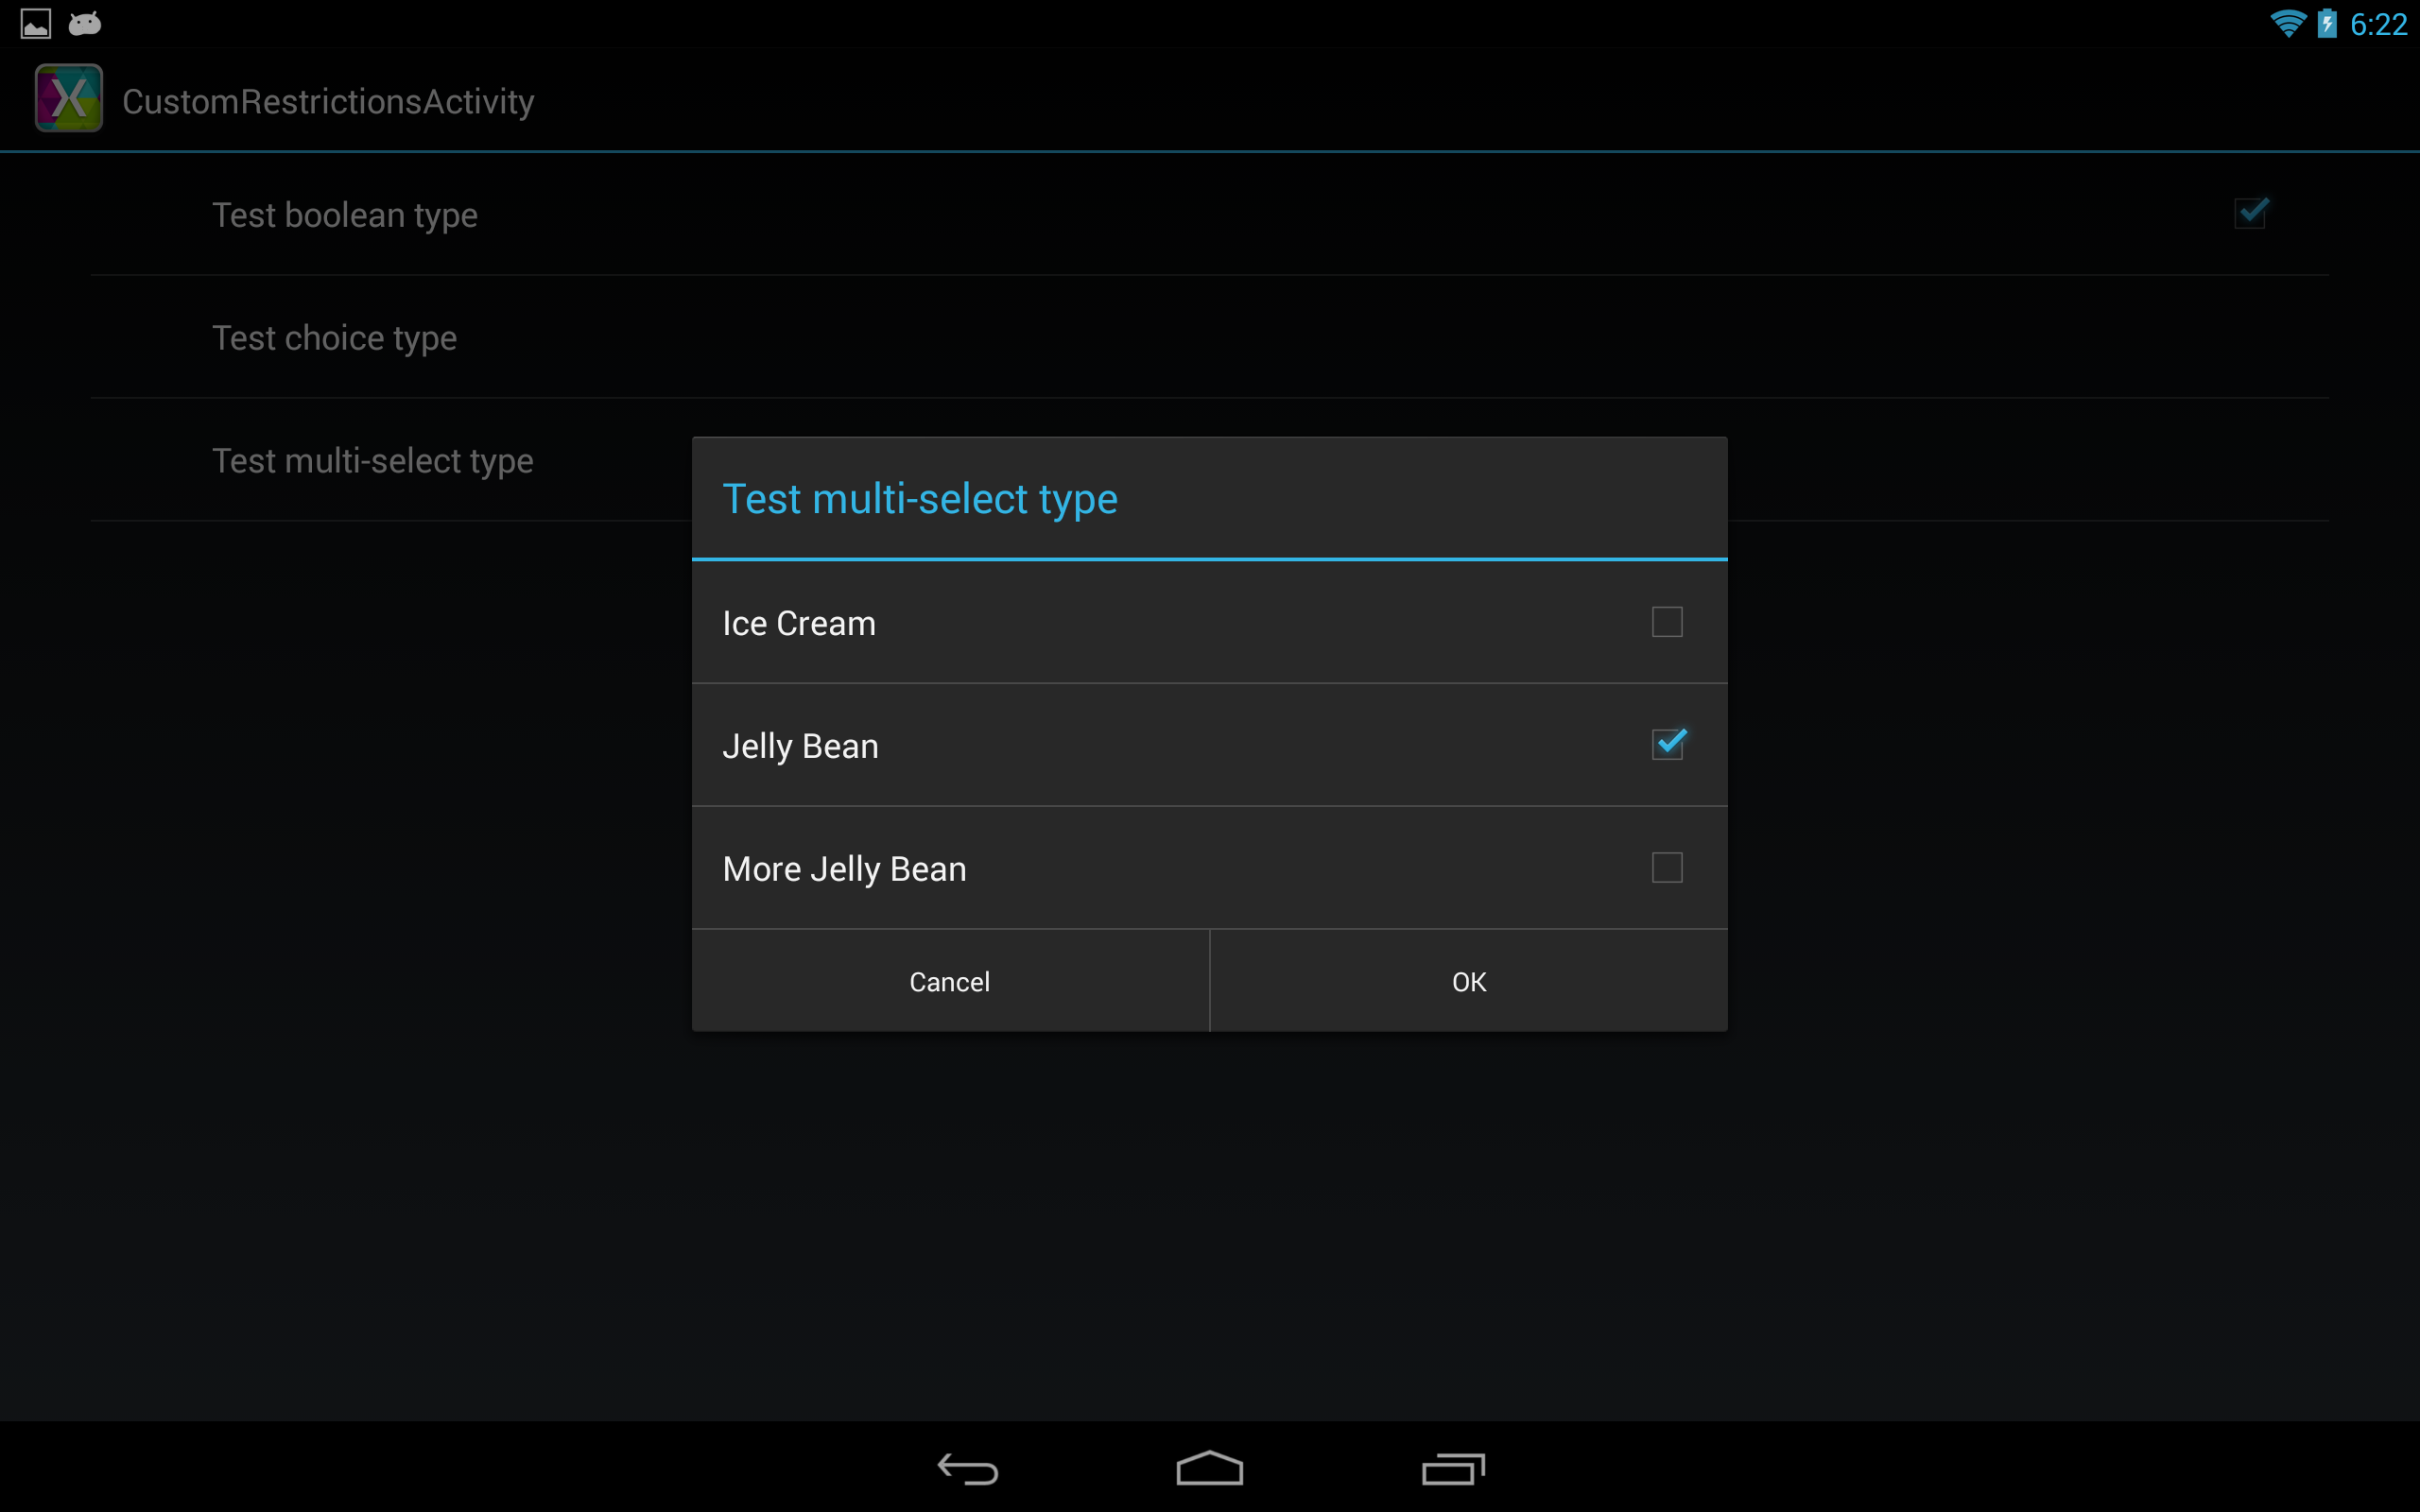 6:22
X CustomRestrictionsActivity
Test boolean type
Test choice type
Test multi-select type
Test multi-select type
Ice Cream
Jelly Bean
More Jelly Bean
Cancel OK